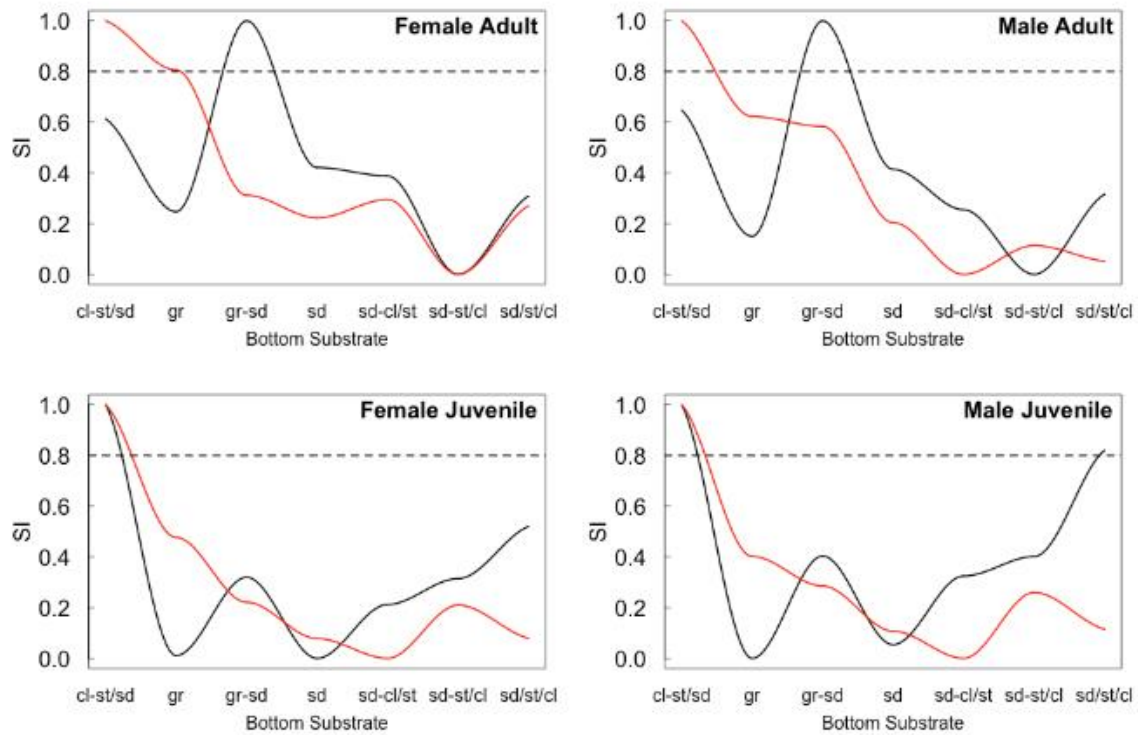 Female Adult
1.0
0.8
0.6
0.4
0.2
0.0
SI
cl-st/sd gr gr-sd sd sd-cl/st sd-st/cl sd/st/cl
Bottom Substrate
Male Adult
1.0
0.8
0.6
0.4
0.2
0.0
SI
cl-st/sd gr gr-sd sd sd-cl/st sd-st/cl sd/st/cl
Bottom Substrate
Female Juvenile
1.0
0.8
0.6
0.4
0.2
0.0
SI
cl-st/sd gr gr-sd sd sd-cl/st sd-st/cl sd/st/cl
Bottom Substrate
Male Juvenile
1.0
0.8
0.6
0.4
0.2
0.0
SI
cl-st/sd gr gr-sd sd sd-cl/st sd-st/cl sd/st/cl
Bottom Substrate